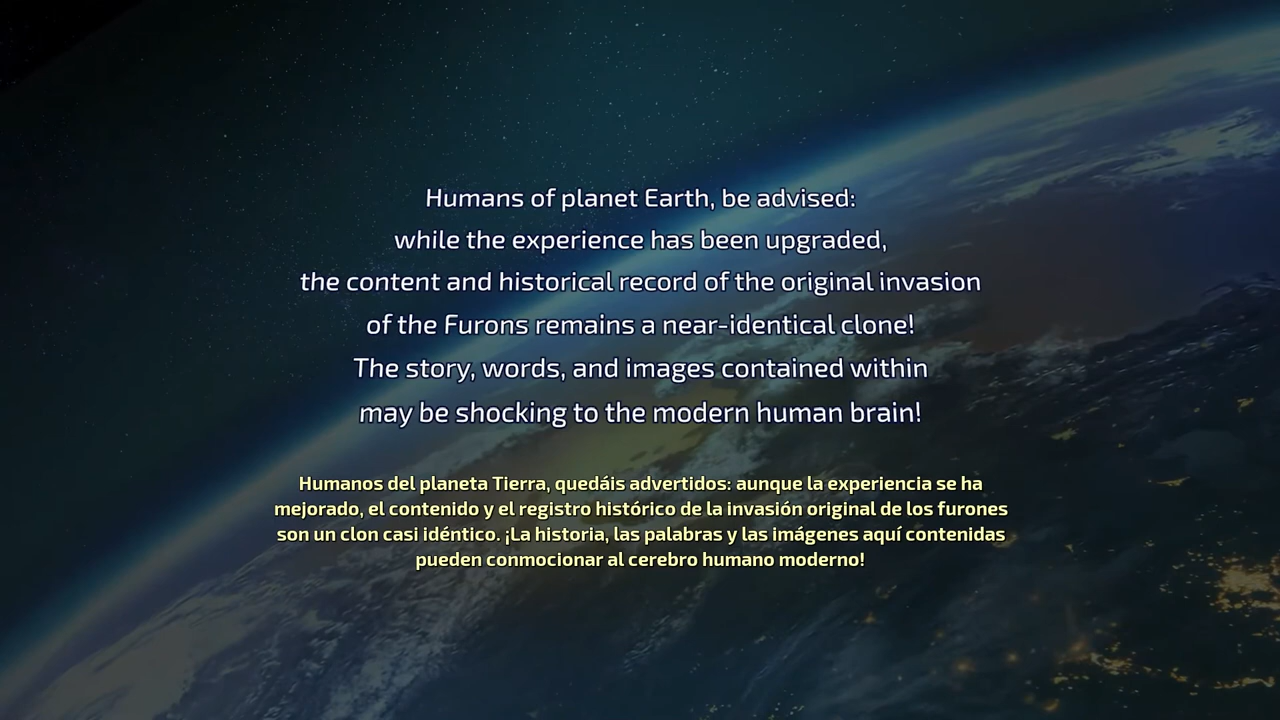 Humans of planet Earth, be advised:
while the experience has been upgraded,
the content and historical record of the original invasion
of the Furons remains a near-identical clone!
The story, words, and images contained within
may be shocking to the modern human brain!
Humanos del planeta Tierra, quedáis advertidos: aunque la experiencia se ha
mejorado, el contenido y el registro histórico de la invasión original de los furones
son un clon casi idéntico. ¡La historia, las palabras y las imágenes aquí contenidas
pueden conmocionar al cerebro humano moderno!